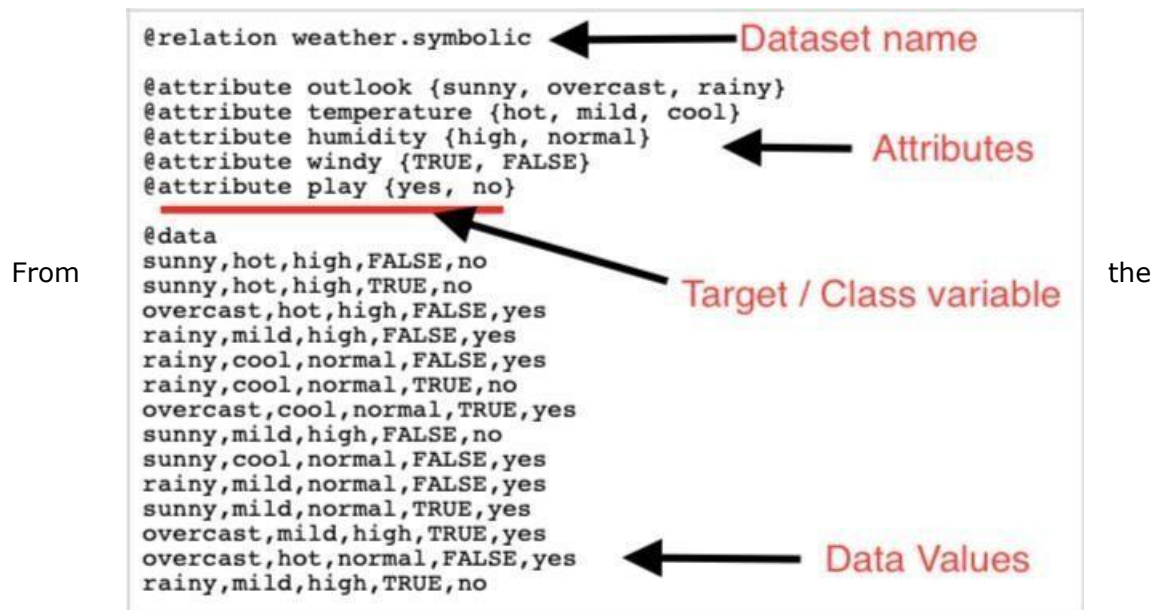 @relation weather.symbolic
Dataset name
@attribute outlook {sunny, overcast, rainy}
@attribute temperature {hot, mild, cool}
@attribute humidity {high, normal}
Attributes
@attribute windy {TRUE, FALSE}
@attribute play {yes, no}
@data
From
sunny,hot,high,FALSE,no
the
sunny,hot,high,TRUE,no
Target / Class variable
overcast,hot,high,FALSE,yes
rainy,mild,high,FALSE,yes
rainy,cool,normal,FALSE,yes
rainy,cool,normal,TRUE,no
overcast,cool,normal,TRUE,yes
sunny,mild,high,FALSE,no
sunny,cool,normal,FALSE,yes
rainy,mild,normal,FALSE,yes
sunny,mild,normal,TRUE,yes
overcast,mild,high,TRUE,yes
overcast,hot,normal,FALSE,yes
Data Values
rainy,mild,high,TRUE,no